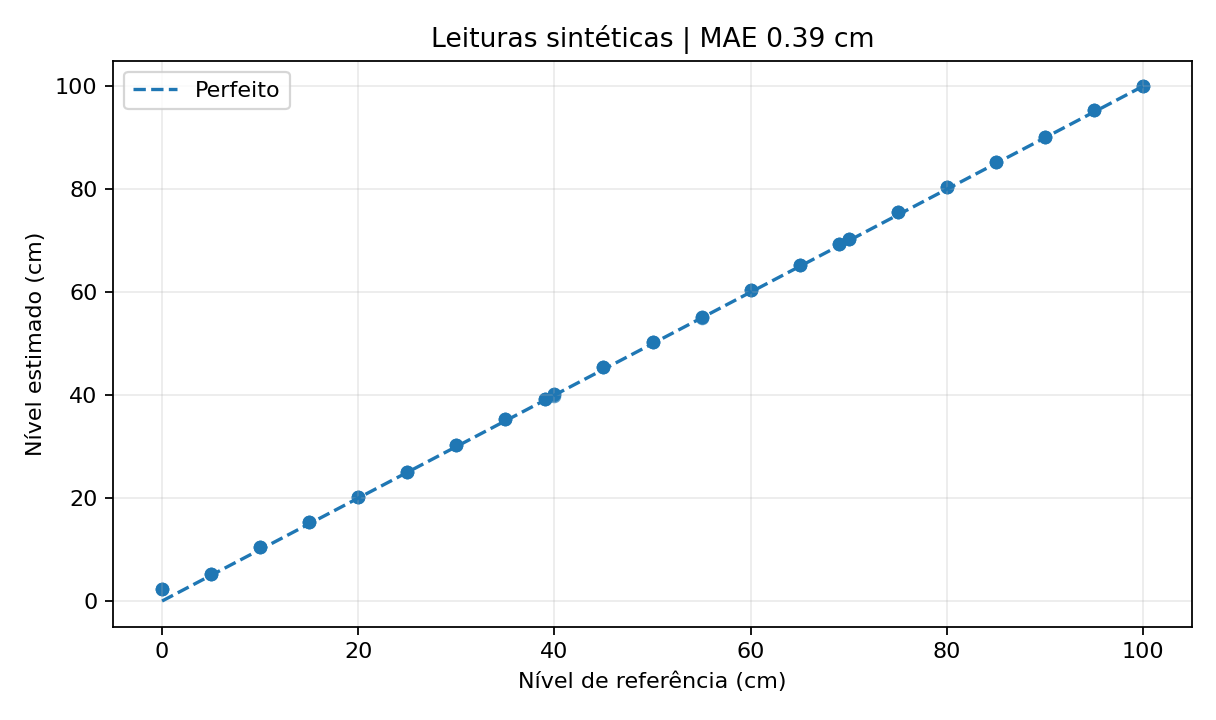 Leituras sintéticas | MAE 0.39 cm
Perfeito
Nível estimado (cm)
100
80
60
40
20
0
0 20 40 60 80 100
Nível de referência (cm)